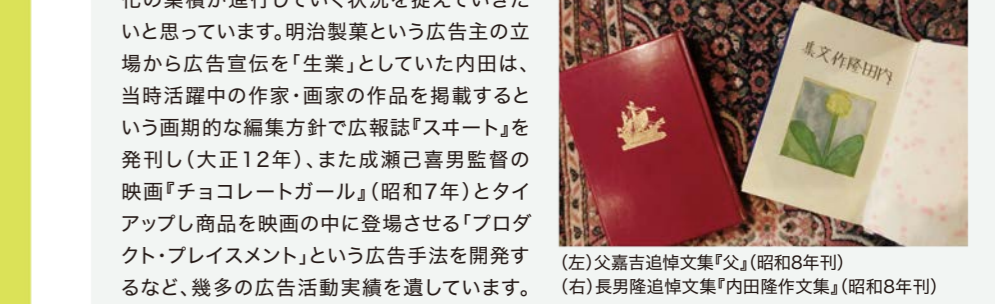 化の業績が進行していく状況を捉えていきた
いと思っています。明治製菓という広告主の立
場から広告宣伝を「生業」としていた内田は、
当時活躍中の作家・画家の作品を掲載すると
いう画期的な編集方針で広報誌『スヰート』を
発刊し(大正12年)、また成瀬己喜男監督の
映画『チョコレートガール』(昭和7年)とタイ
アップし商品を映画の中に登場させる「プロダ
クト・プレイスメント」という広告手法を開発す
るなど、幾多の広告活動実績を遺しています。
集文作隆田内
(左)父嘉吉追悼文集『父』(昭和8年刊)
(右)長男隆追悼文集『内田隆作文集』(昭和8年刊)